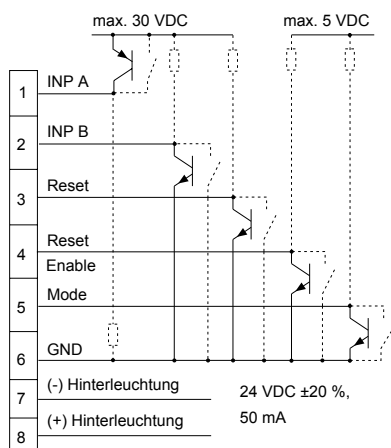 max. 30 VDC
max. 5 VDC
1
INP A
2
INP B
3
Reset
4
Reset
Enable
5
Mode
6
GND
7
(-) Hinterleuchtung
24 VDC ±20 %,
50 mA
8
(+) Hinterleuchtung